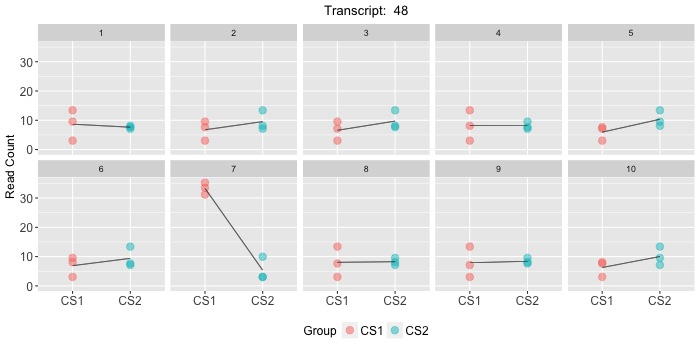 Transcript: 48
1 2 3 4 5
30
20
10
0
Read Count
6 7 8 9 10
30
20
10
0
CS1 CS2 CS1 CS2 CS1 CS2 CS1 CS2 CS1 CS2
Group CS1 CS2